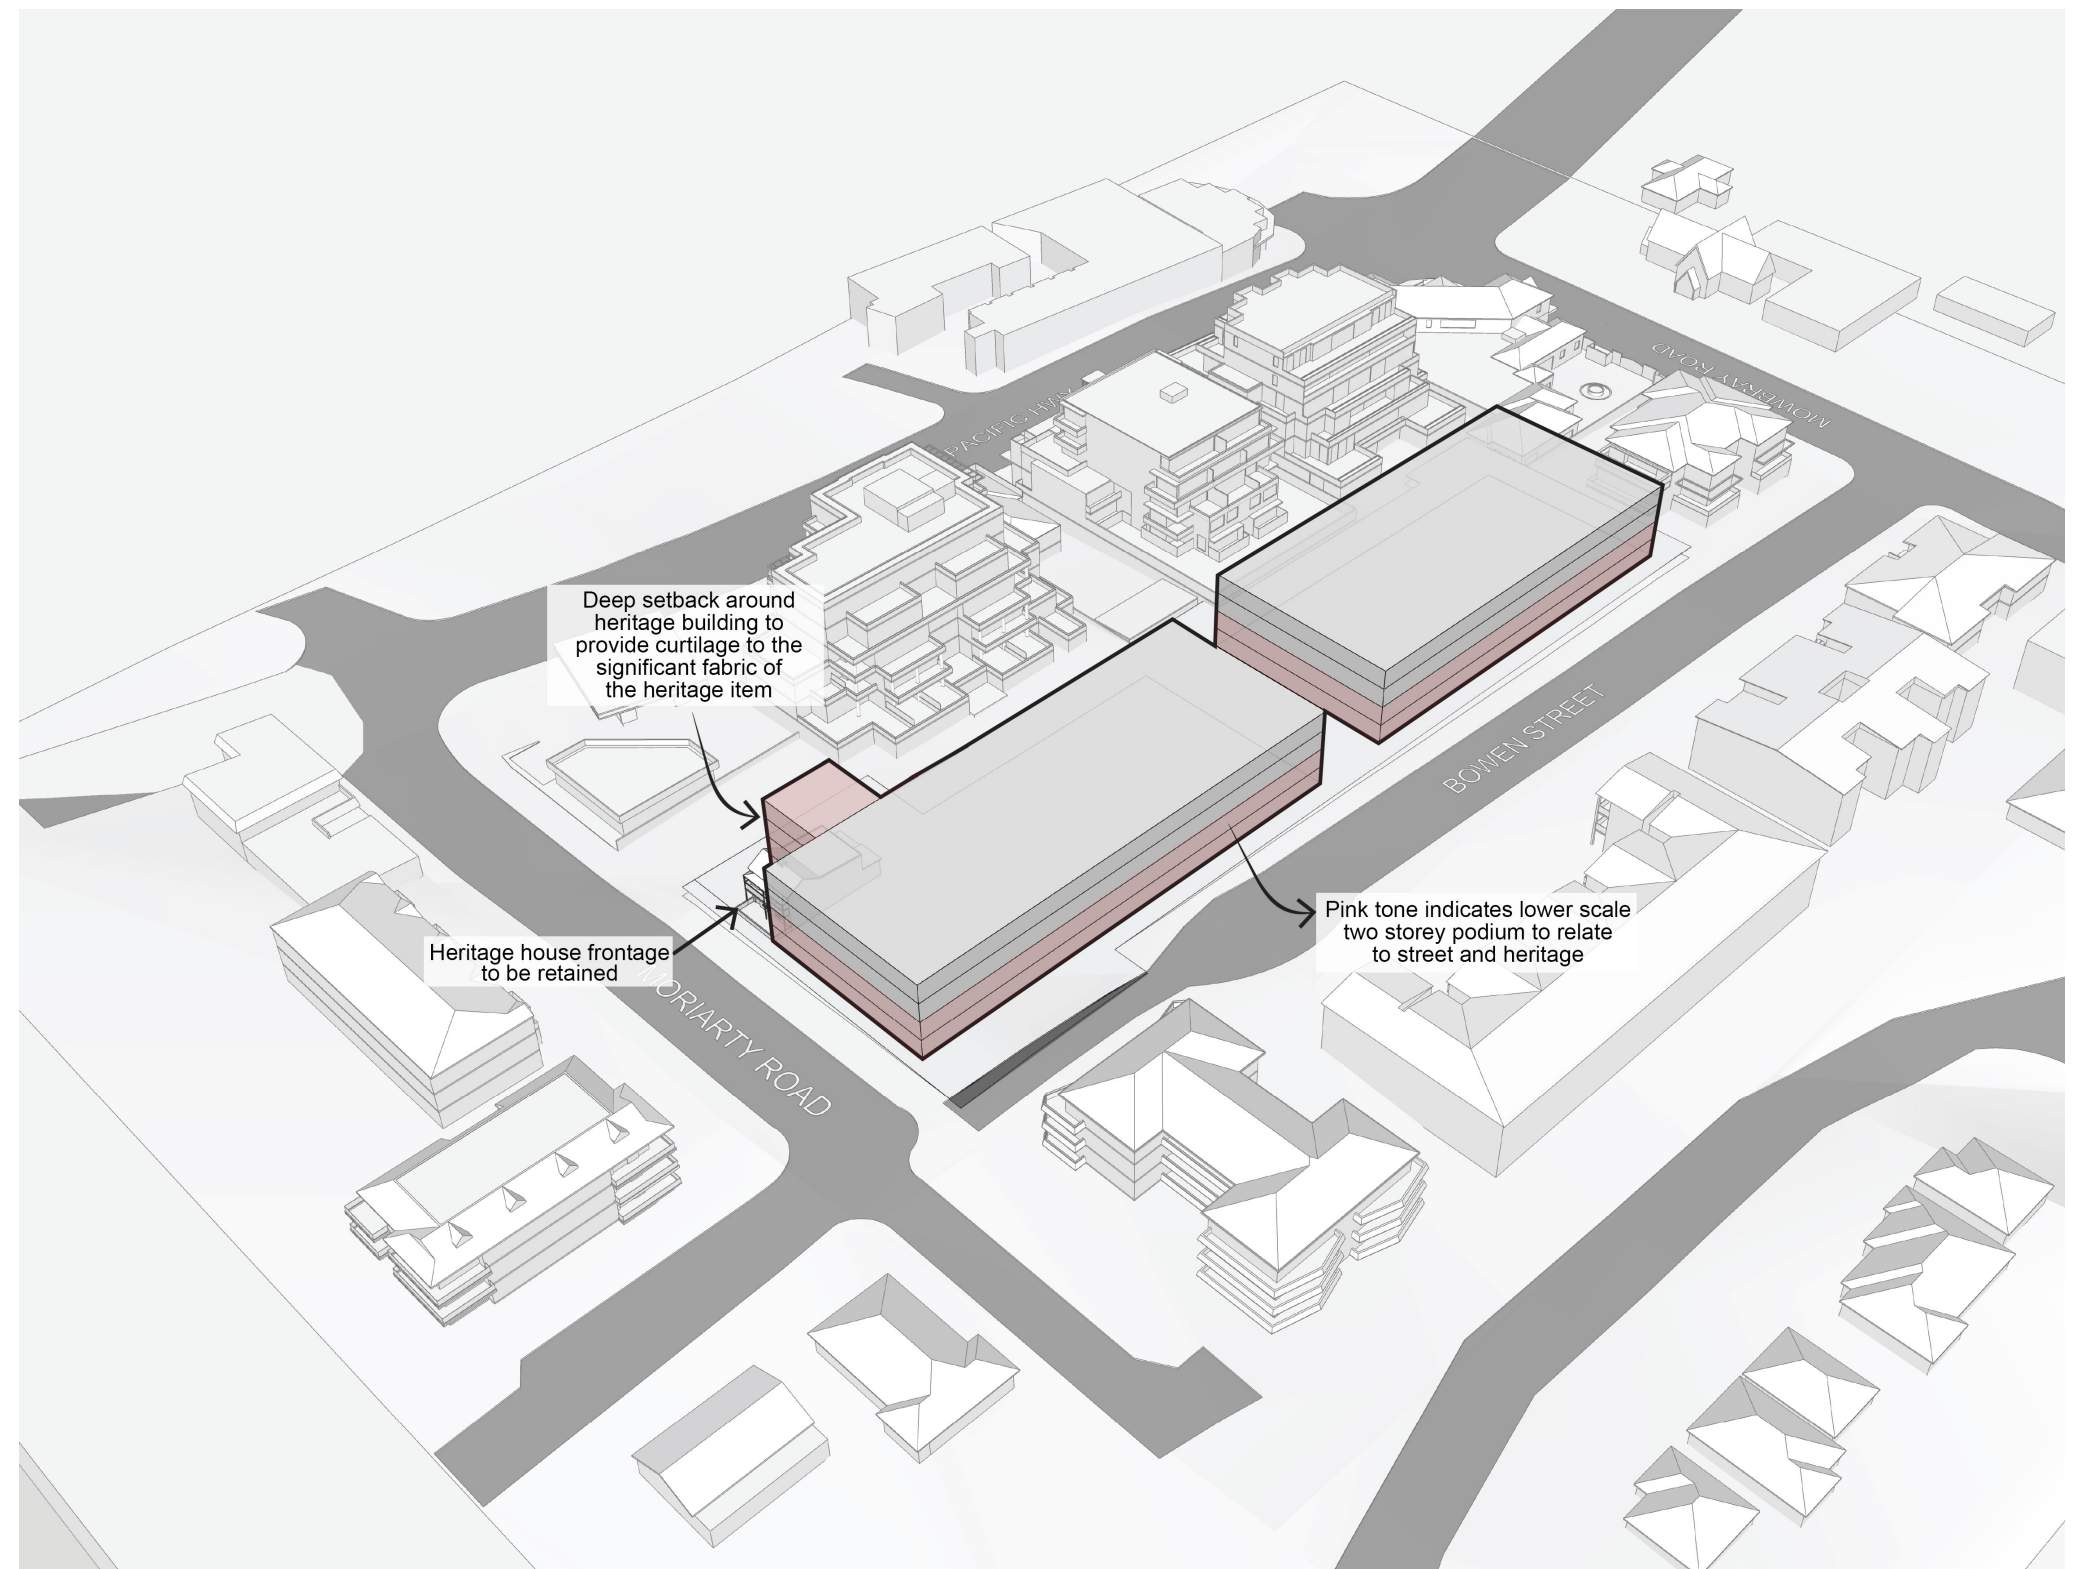 MOWBRAY ROAD
PACIFIC HWY
Deep setback around
heritage building to
provide curtilage to the
significant fabric of
the heritage item
BOWEN STREET
Pink tone indicates lower scale
two storey podium to relate
to street and heritage
Heritage house frontage
to be retained
MORIARTY ROAD